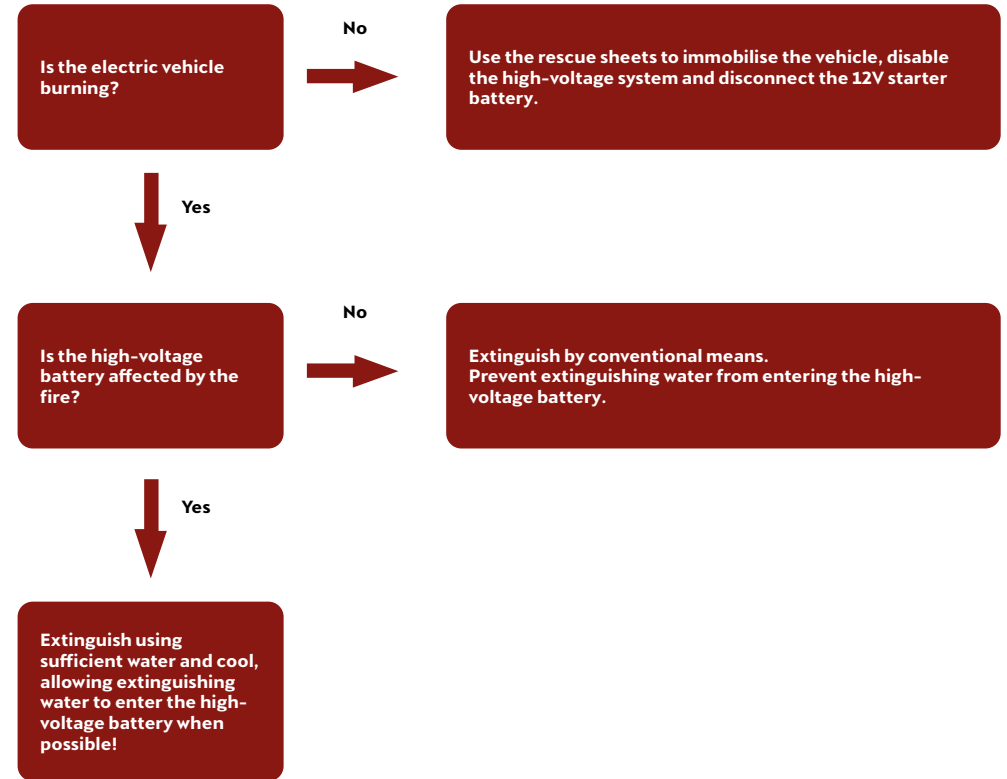 Is the electric vehicle
burning?
No
Use the rescue sheets to immobilise the vehicle, disable
the high-voltage system and disconnect the 12V starter
battery.
Yes
Is the high-voltage
battery affected by the
fire?
No
Extinguish by conventional means.
Prevent extinguishing water from entering the high-
voltage battery.
Yes
Extinguish using
sufficient water and cool,
allowing extinguishing
water to enter the high-
voltage battery when
possible!